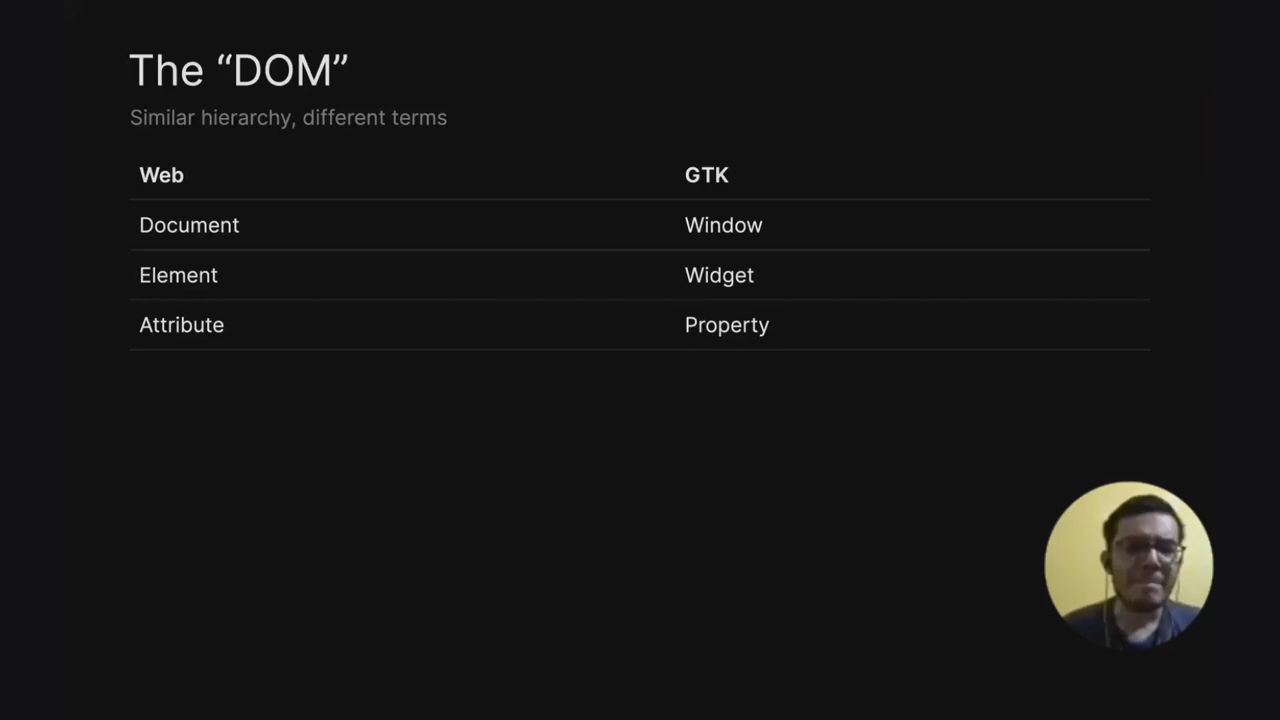 The “DOM”
Similar hierarchy, different terms
Web GTK
Document Window
Element Widget
Attribute Property